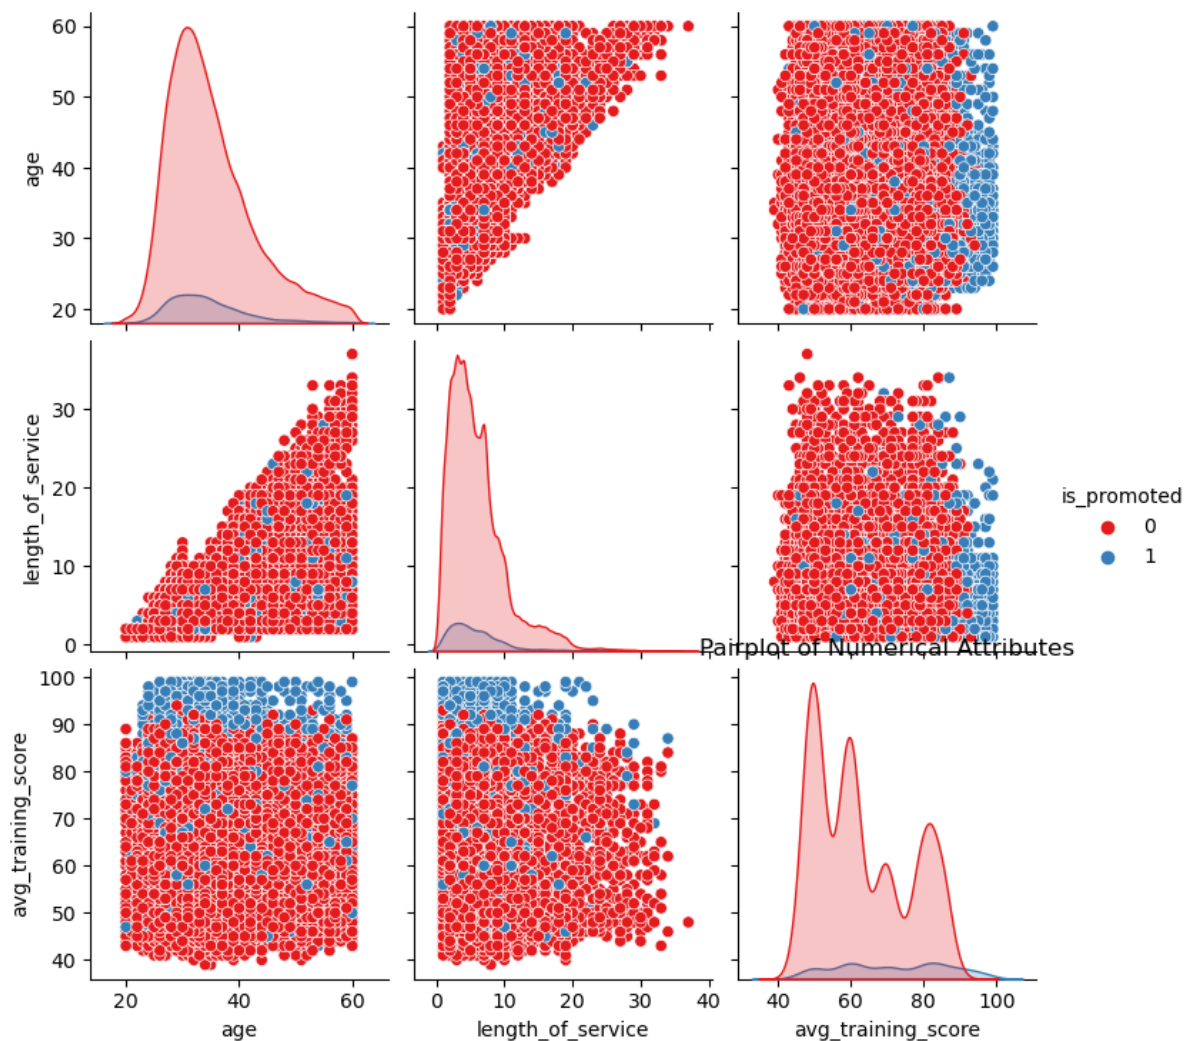 60
50
40
30
20
age
is_promoted
0
1
30
20
10
0
length_of_service
Pairplot of Numerical Attributes
100
90
80
70
60
50
40
avg_training_score
20 40 60
0 10 20 30 40
40 60 80 100
age length_of_service avg_training_score